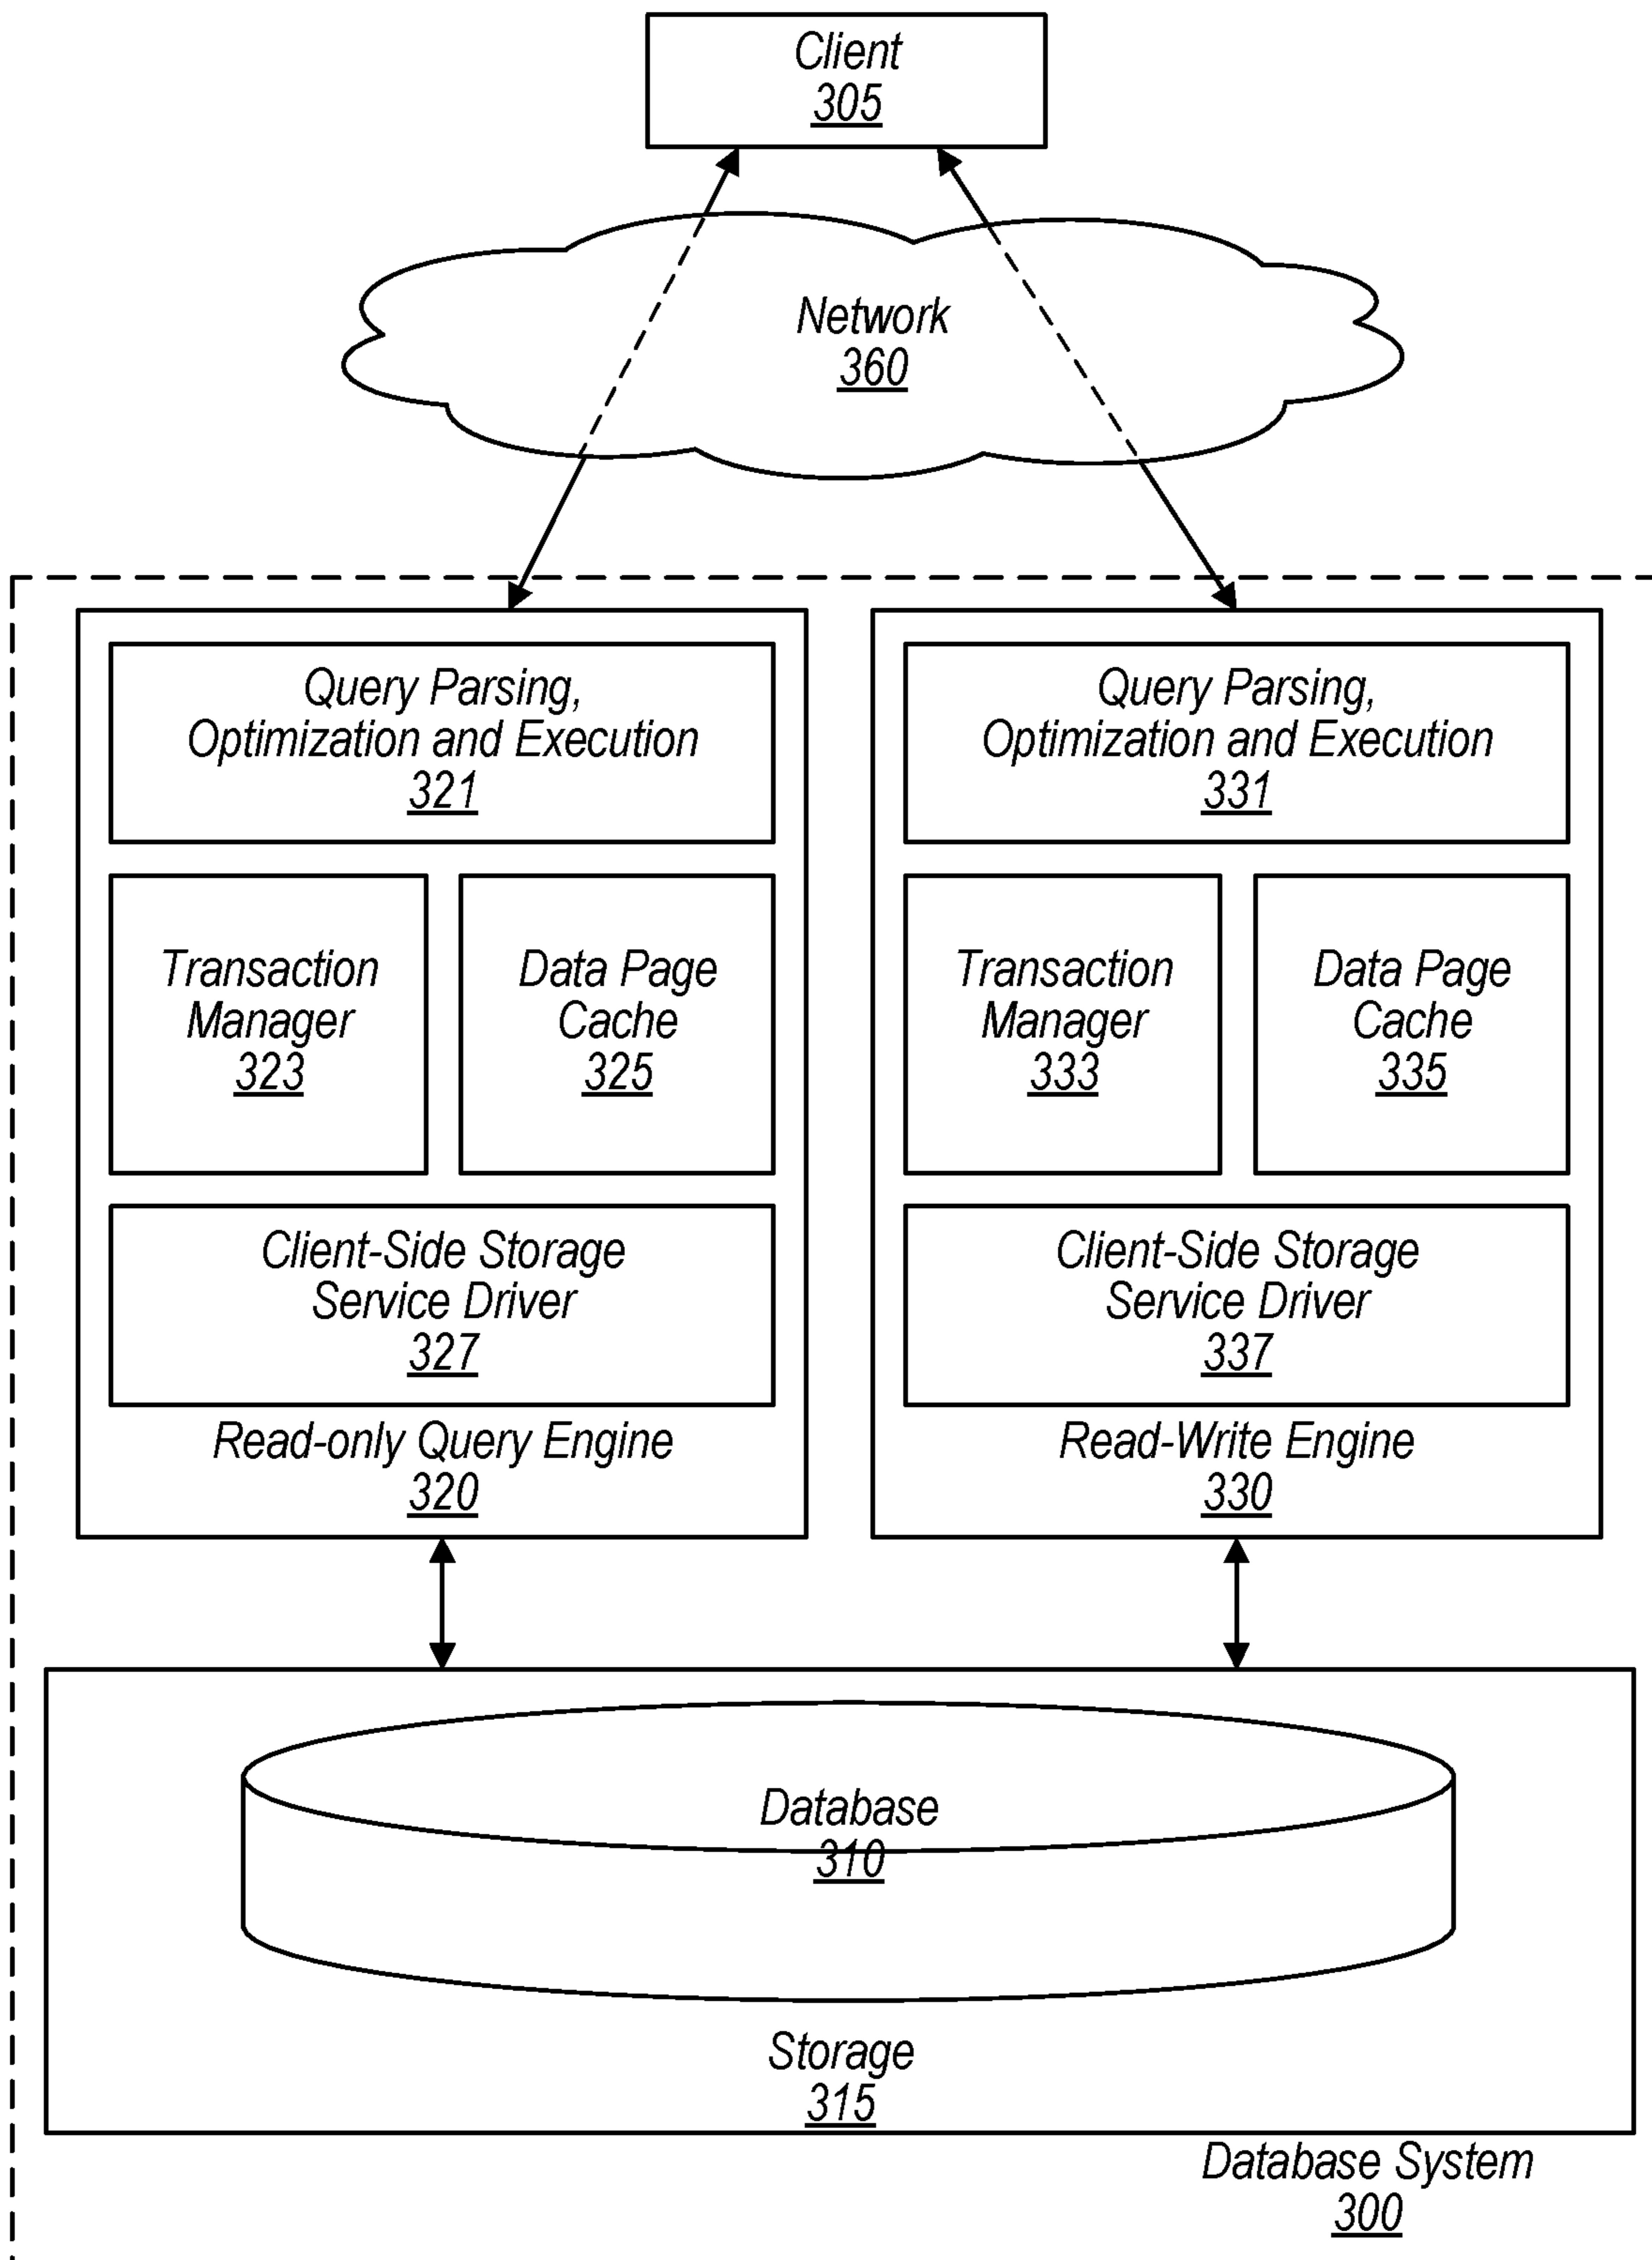 Client
305
Network
360
Query Parsing,
Optimization and Execution
321
Transaction
Manager
323
Data Page
Cache
325
Client-Side Storage
Service Driver
327
Read-only Query Engine
320
Query Parsing,
Optimization and Execution
331
Transaction
Manager
333
Data Page
Cache
335
Client-Side Storage
Service Driver
337
Read-Write Engine
330
Database
310
Storage
315
Database System
300